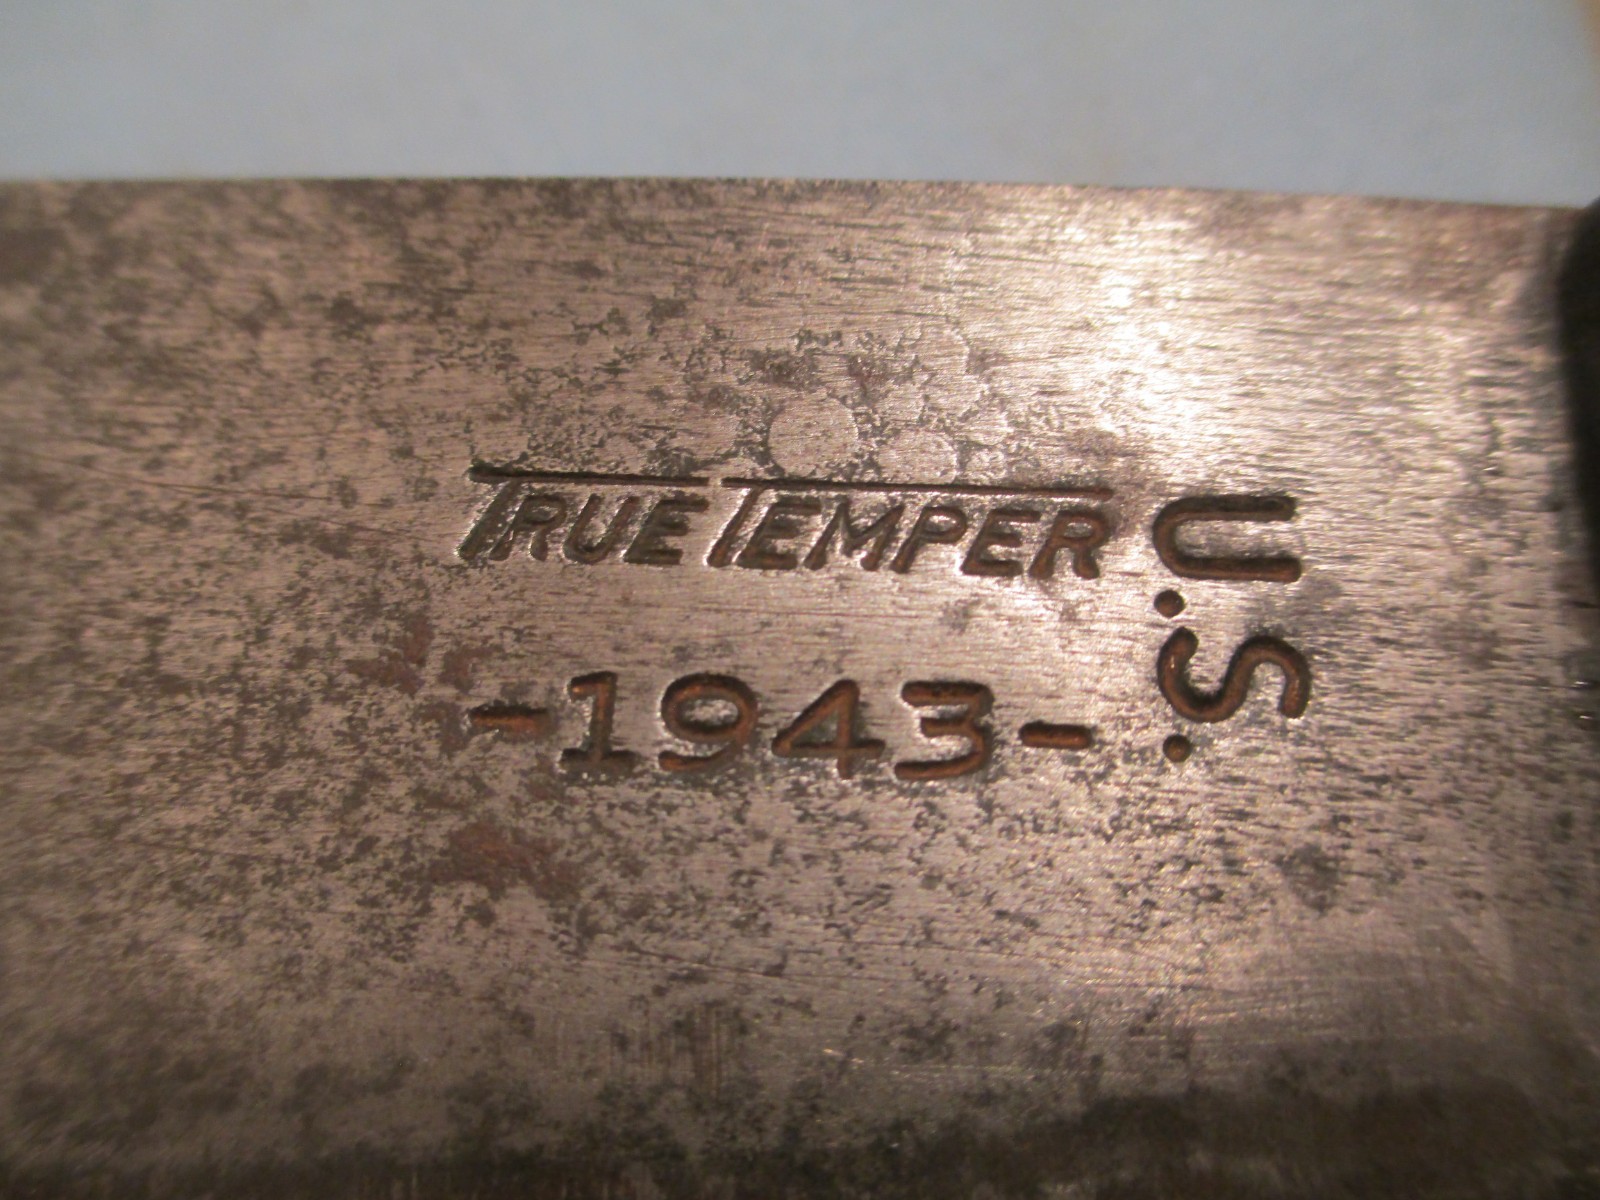 TRUE TEMPER
-1943-
U.S.